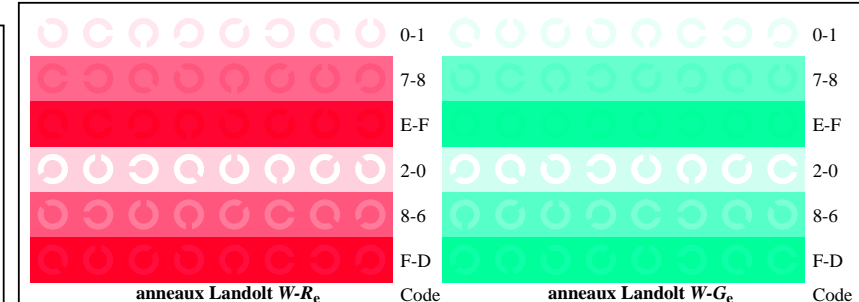 0-1 0-1
7-8 7-8
E-F E-F
2-0 2-0
8-6 8-6
F-D F-D
anneaux Landolt W-Re Code anneaux Landolt W-Ge Code